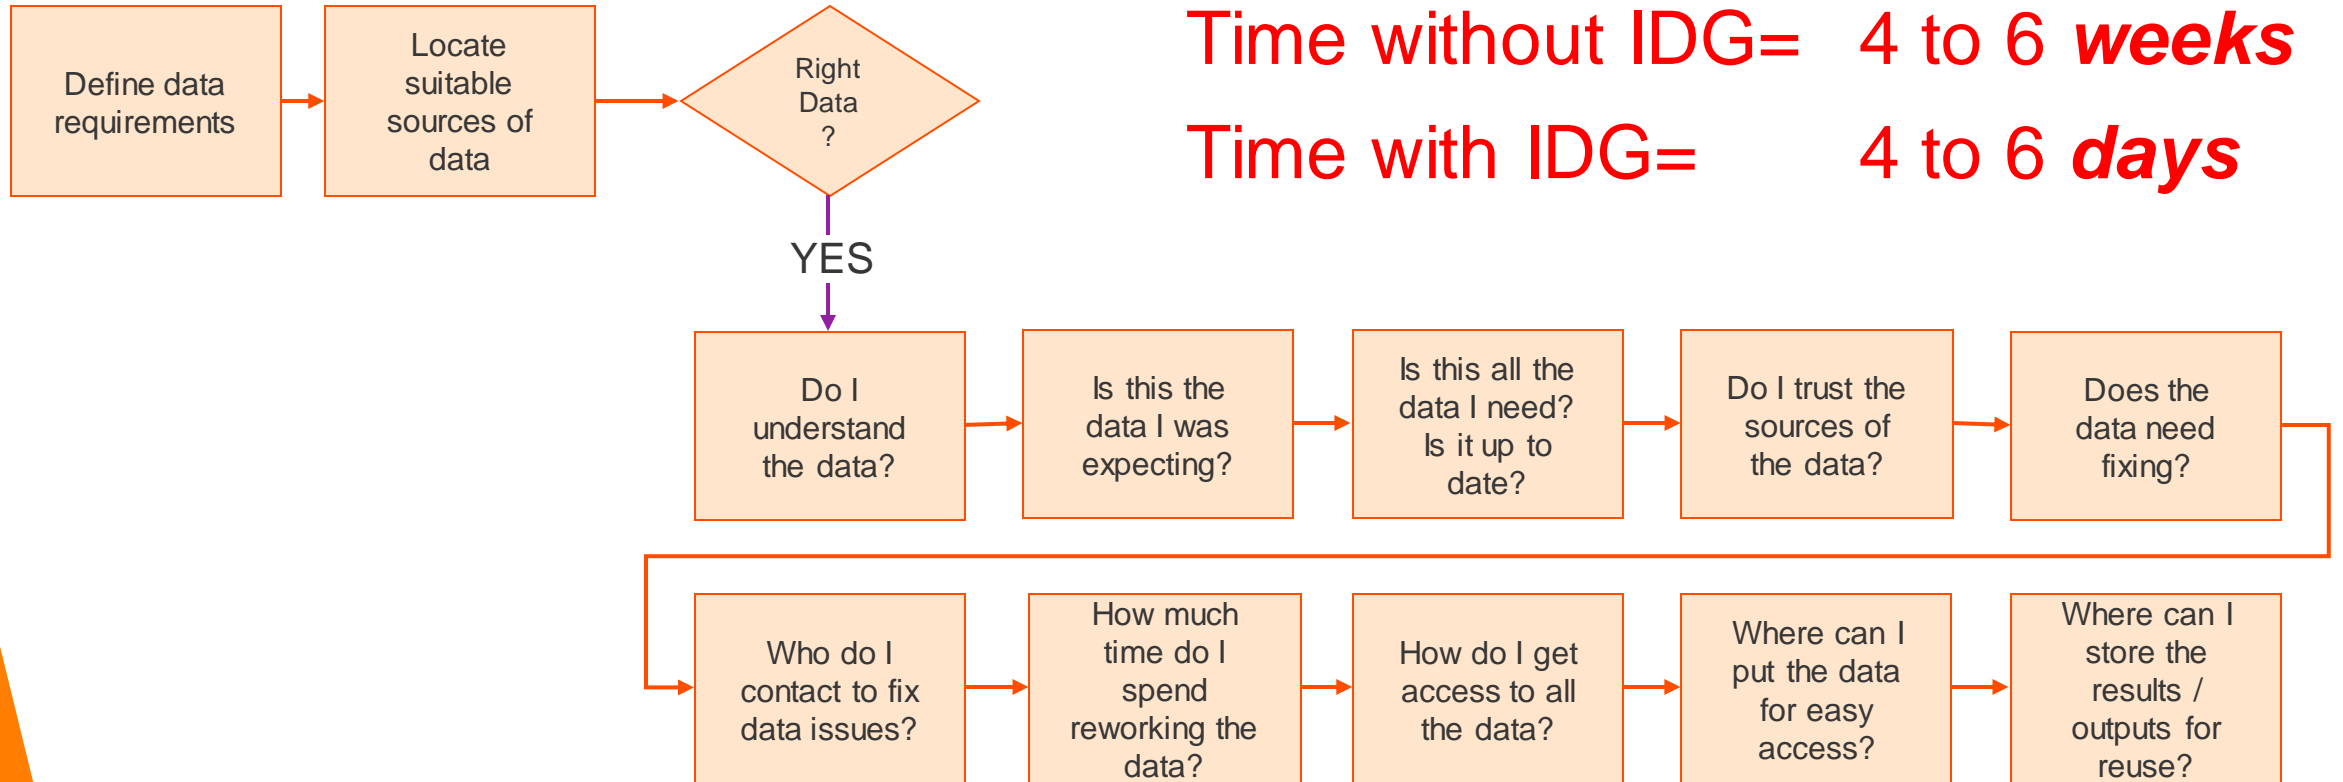 Define data
requirements
Locate
suitable
sources of
data
Right
Data
?
Time without IDG= 4 to 6 weeks
Time with IDG= 4 to 6 days
YES
Do I
understand
the data?
Is this the
data I was
expecting?
Is this all the
data I need?
Is it up to
date?
Do I trust the
sources of
the data?
Does the
data need
fixing?
Who do I
contact to fix
data issues?
How much
time do I
spend
reworking the
data?
How do I get
access to all
the data?
Where can I
put the data
for easy
access?
Where can I
store the
results /
outputs for
reuse?